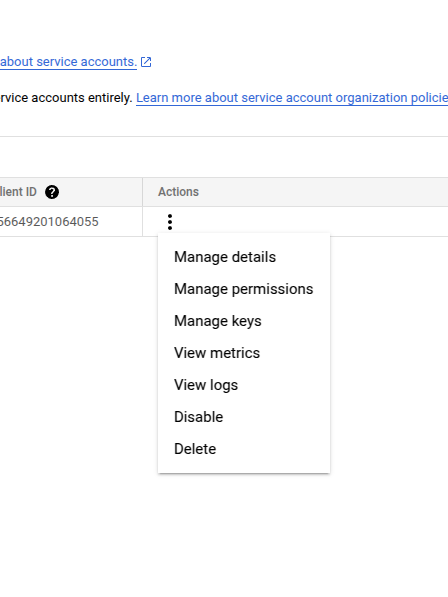 about service accounts.
rvice accounts entirely. Learn more about service account organization policie
lient ID ? Actions
56649201064055
Manage details
Manage permissions
Manage keys
View metrics
View logs
Disable
Delete